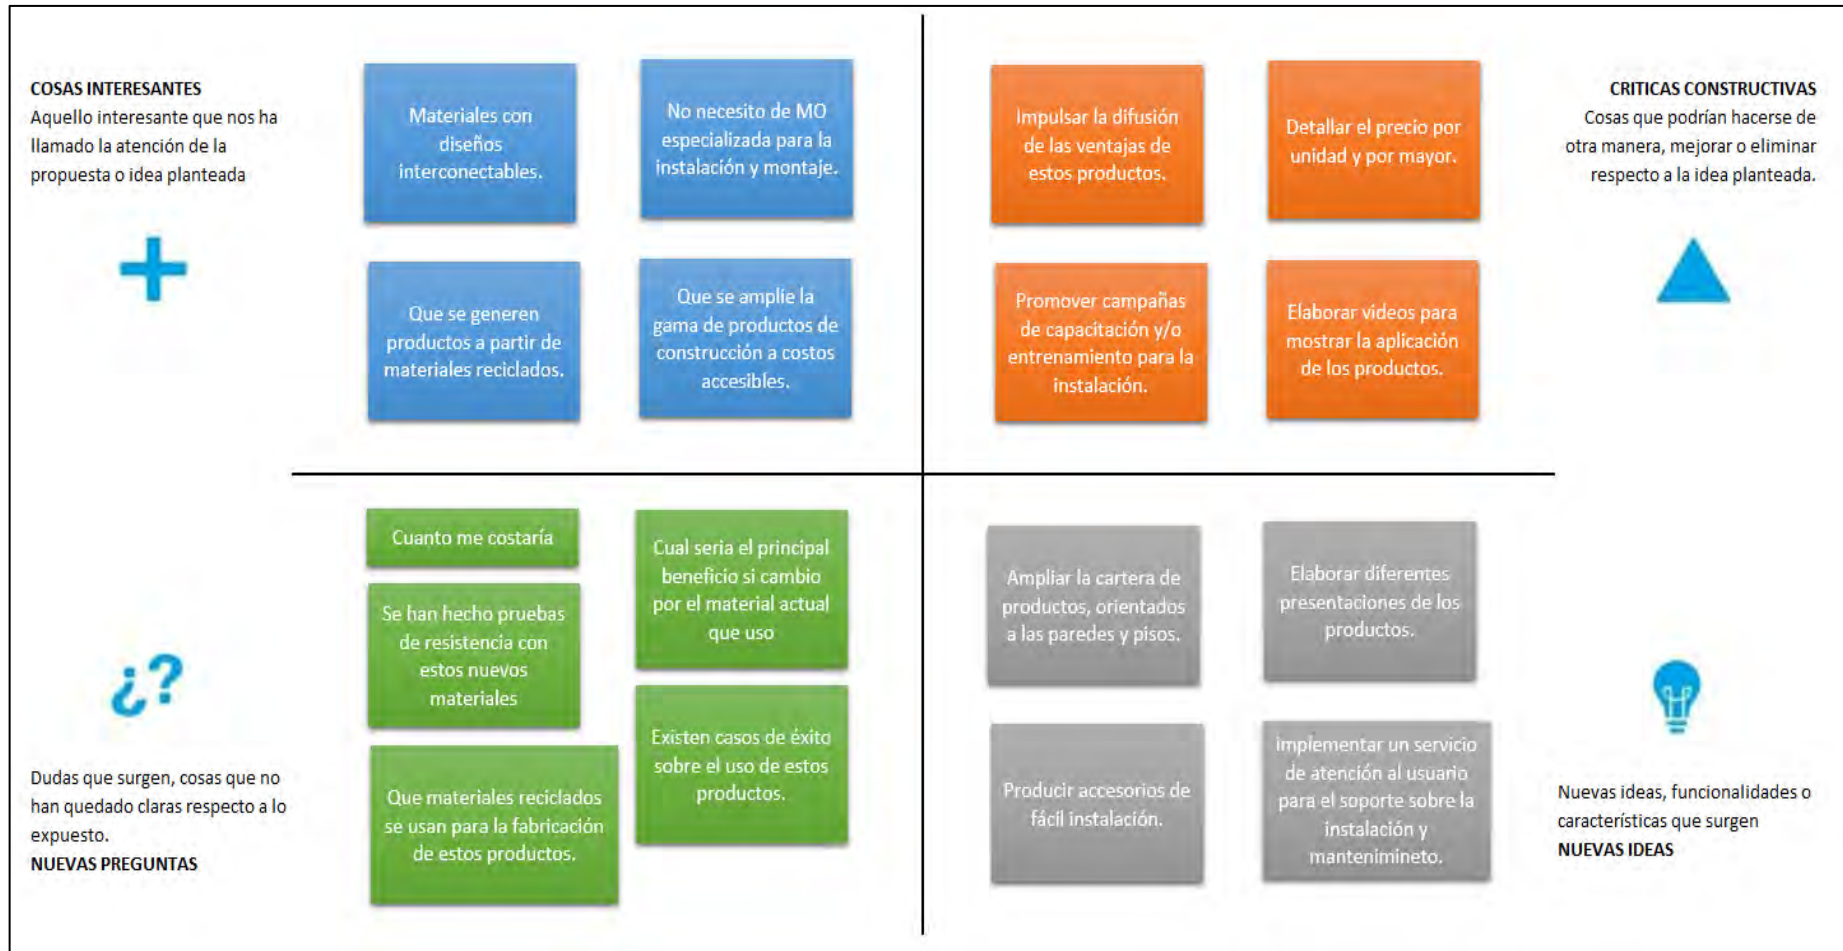 COSAS INTERESANTES
Aquello interesante que nos ha
llamado la atención de la
propuesta o idea planteada
Materiales con
diseños
interconectables.
No necesito de MO
especializada para la
instalación y montaje.
Que se generen
productos a partir de
materiales reciclados.
Que se amplíe la
gama de productos de
construcción a costos
accesibles.
Impulsar la difusión
de las ventajas de
estos productos.
Detallar el precio por
unidad y por mayor.
Promover campañas
de capacitación y/o
entrenamiento para la
instalación.
Elaborar videos para
mostrar la aplicación
de los productos.
CRITICAS CONSTRUCTIVAS
Cosas que podrían hacerse de
otra manera, mejorar o eliminar
respecto a la idea planteada.
¿?
Dudas que surgen, cosas que no
han quedado claras respecto a lo
expuesto.
NUEVAS PREGUNTAS
Cuanto me costaría
Se han hecho pruebas
de resistencia con
estos nuevos
materiales
Que materiales reciclados
se usan para la fabricación
de estos productos.
Cual seria el principal
beneficio si cambio
por el material actual
que uso
Existen casos de éxito
sobre el uso de estos
productos.
Ampliar la cartera de
productos, orientados
a las paredes y pisos.
Elaborar diferentes
presentaciones de los
productos.
Producir accesorios de
fácil instalación.
Implementar un servicio
de atención al usuario
para el soporte sobre la
instalación y
mantenimineto.
Nuevas ideas, funcionalidades o
características que surgen
NUEVAS IDEAS